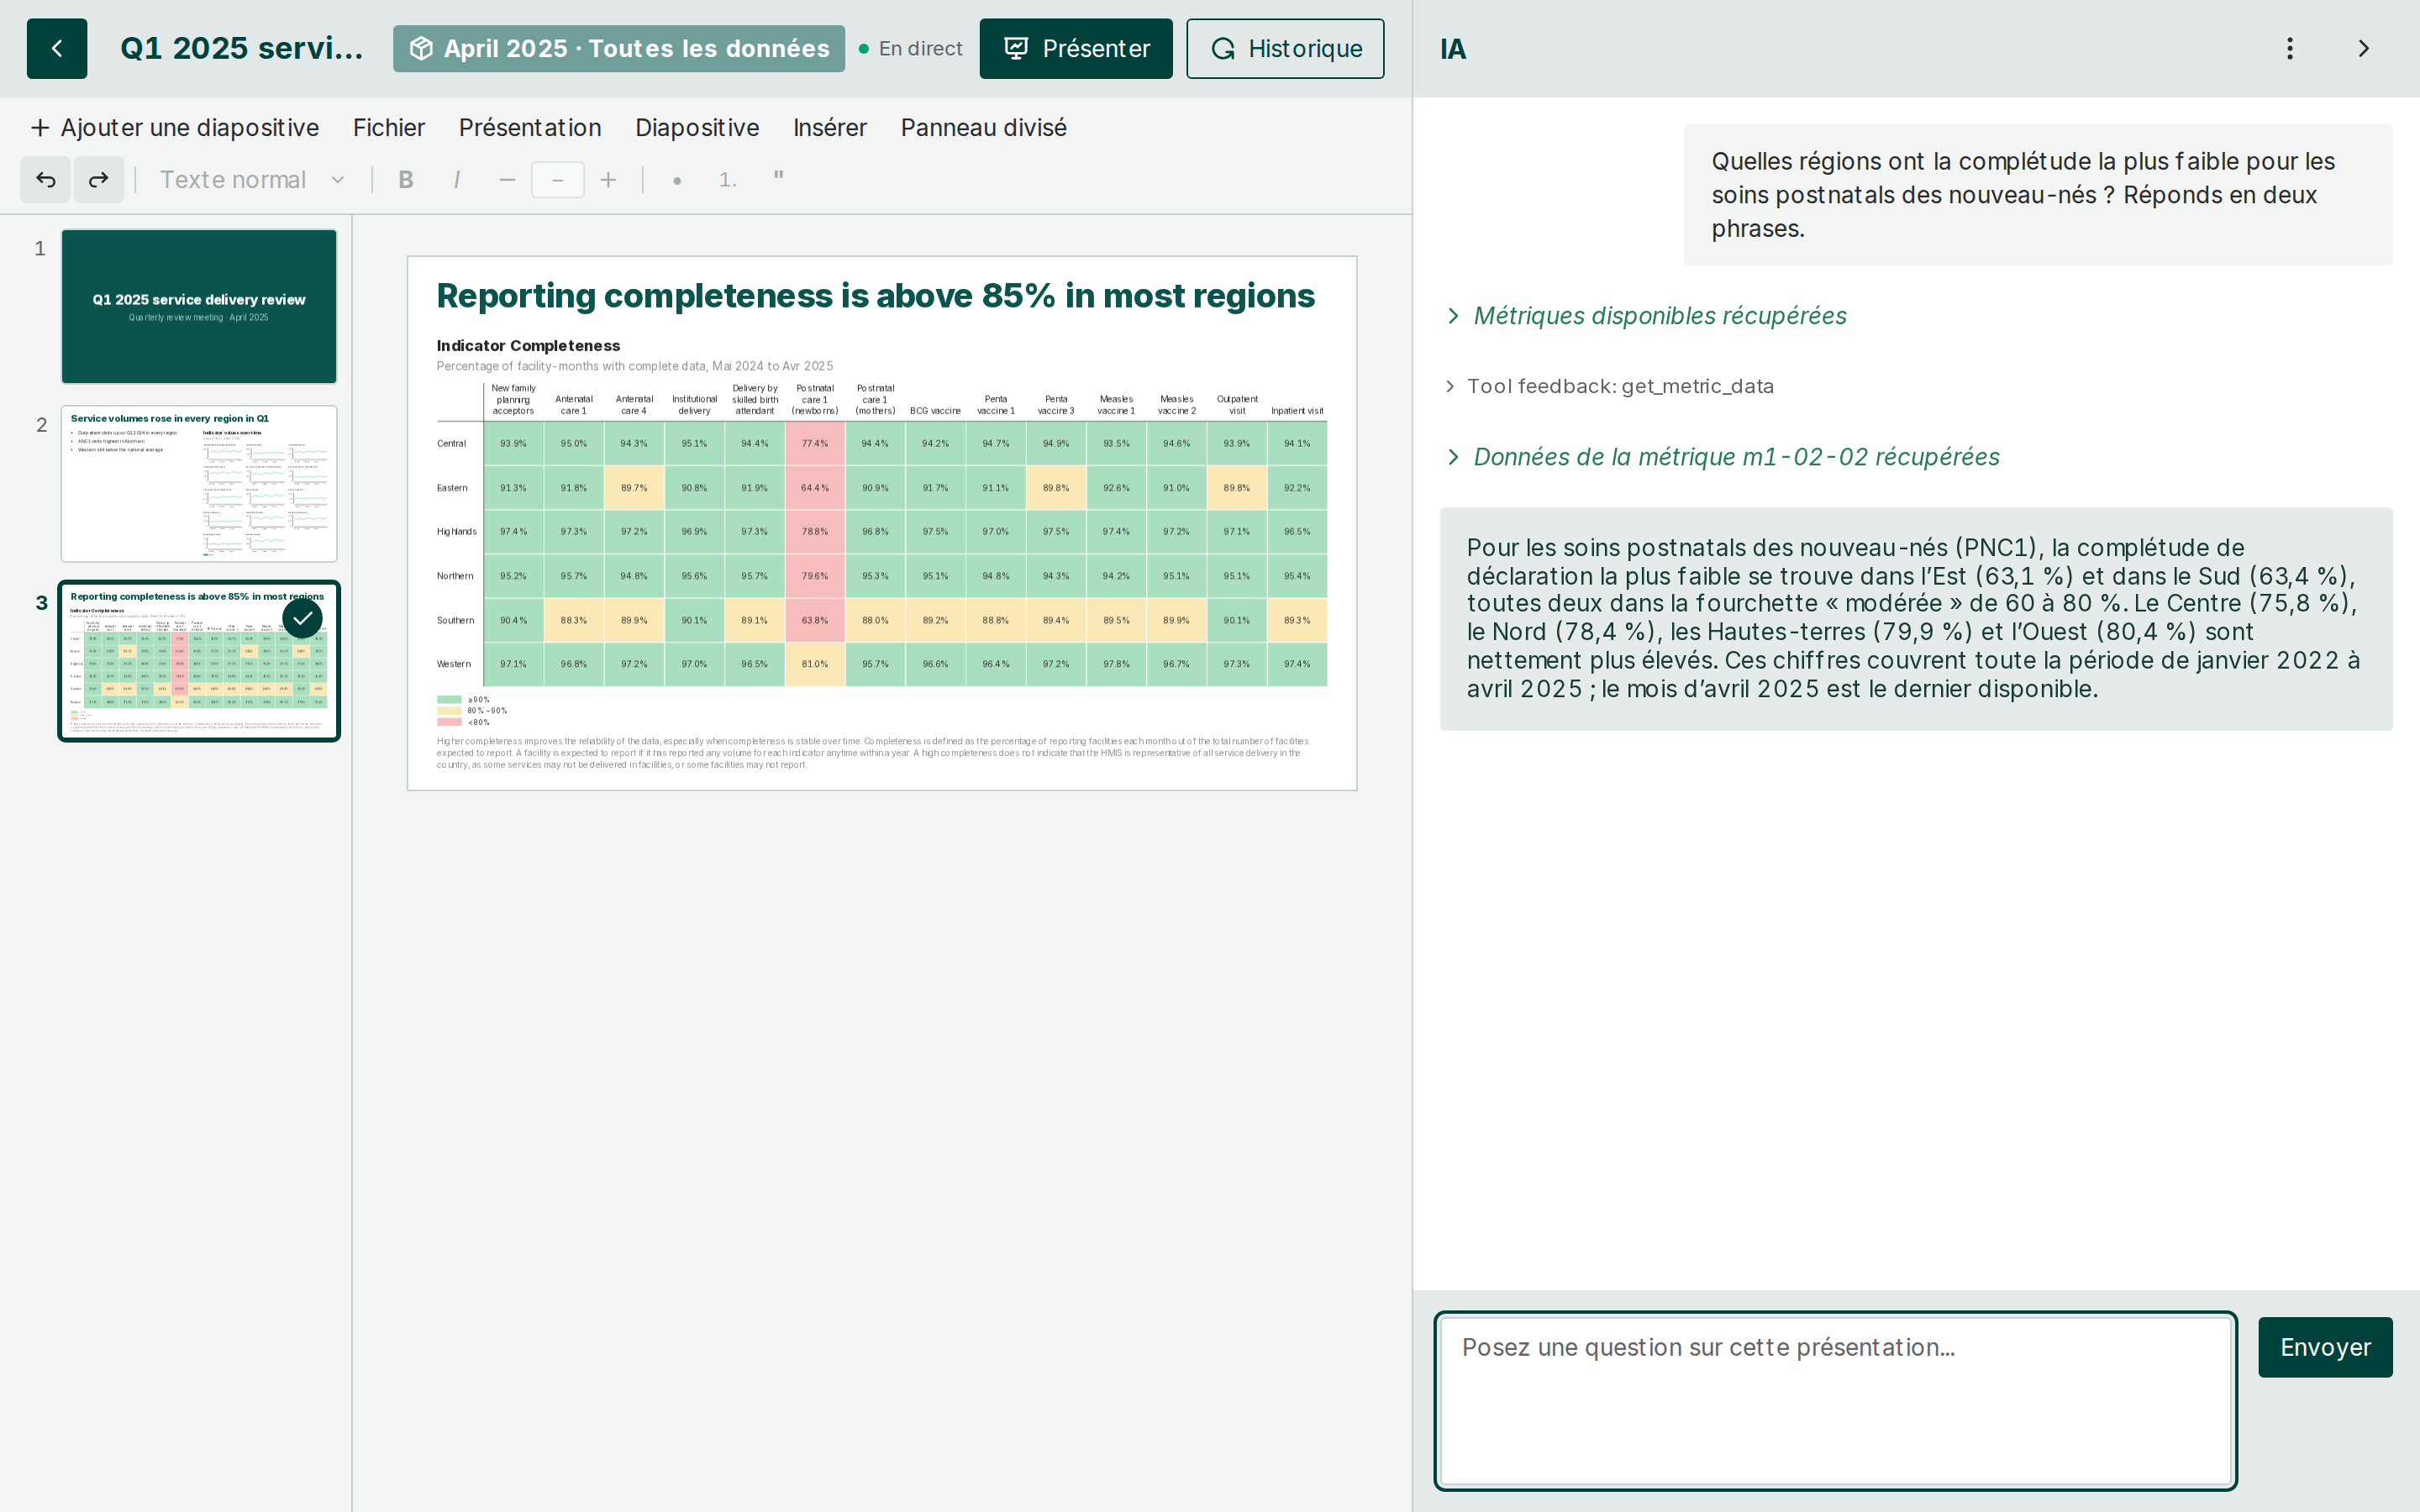 Q1 2025 servi...
April 2025 · Toutes les données
En direct
Présenter
Historique
IA
Ajouter une diapositive
Fichier
Présentation
Diapositive
Insérer
Panneau divisé
Texte normal
B
I
1.
"
1
Q1 2025 service delivery review
Quarterly review meeting · April 2025
2
Service volumes rose in every region in Q1
Outpatient visits up on Q1 2024 in every region
ANC1 visits highest in Northern
Western still below the national average
Indicator values over time
3
Reporting completeness is above 85% in most regions
Indicator Completeness
Reporting completeness is above 85% in most regions
Indicator Completeness
Percentage of facility-months with complete data, Mai 2024 to Avr 2025
New family planning acceptors
Antenatal care 1
Antenatal care 4
Institutional delivery
Delivery by skilled birth attendant
Postnatal care 1 (newborns)
Postnatal care 1 (mothers)
BCG vaccine
Penta vaccine 1
Penta vaccine 3
Measles vaccine 1
Measles vaccine 2
Outpatient visit
Inpatient visit
Central 93.9% 95.0% 94.3% 95.1% 94.4% 77.4% 94.4% 94.2% 94.7% 94.9% 93.5% 94.6% 93.9% 94.1%
Eastern 91.3% 91.8% 89.7% 90.8% 91.9% 64.4% 90.9% 91.7% 91.1% 89.8% 92.6% 91.0% 89.8% 92.2%
Highlands 97.4% 97.3% 97.2% 96.9% 97.3% 78.8% 96.8% 97.5% 97.0% 97.5% 97.4% 97.2% 97.1% 96.5%
Northern 95.2% 95.7% 94.8% 95.6% 95.7% 79.6% 95.3% 95.1% 94.8% 94.3% 94.2% 95.1% 95.1% 95.4%
Southern 90.4% 88.3% 89.9% 90.1% 89.1% 63.8% 88.0% 89.2% 88.8% 89.4% 89.5% 89.9% 90.1% 89.3%
Western 97.1% 96.8% 97.2% 97.0% 96.5% 81.0% 95.7% 96.6% 96.4% 97.2% 97.8% 96.7% 97.3% 97.4%
≥90%
80% –90%
<80%
Higher completeness improves the reliability of the data, especially when completeness is stable over time. Completeness is defined as the percentage of reporting facilities each month out of the total number of facilities
expected to report. A facility is expected to report if it has reported any volume for each indicator anytime within a year. A high completeness does not indicate that the HMIS is representative of all service delivery in the
country, as some services may not be delivered in facilities, or some facilities may not report.
Quelles régions ont la complétude la plus faible pour les
soins postnatals des nouveau-nés ? Réponds en deux
phrases.
Métriques disponibles récupérées
Tool feedback: get_metric_data
Données de la métrique m1-02-02 récupérées
Pour les soins postnatals des nouveau-nés (PNC1), la complétude de
déclaration la plus faible se trouve dans l’Est (63,1 %) et dans le Sud (63,4 %),
toutes deux dans la fourchette « modérée » de 60 à 80 %. Le Centre (75,8 %),
le Nord (78,4 %), les Hautes-terres (79,9 %) et l’Ouest (80,4 %) sont
nettement plus élevés. Ces chiffres couvrent toute la période de janvier 2022 à
avril 2025 ; le mois d’avril 2025 est le dernier disponible.
Posez une question sur cette présentation...
Envoyer